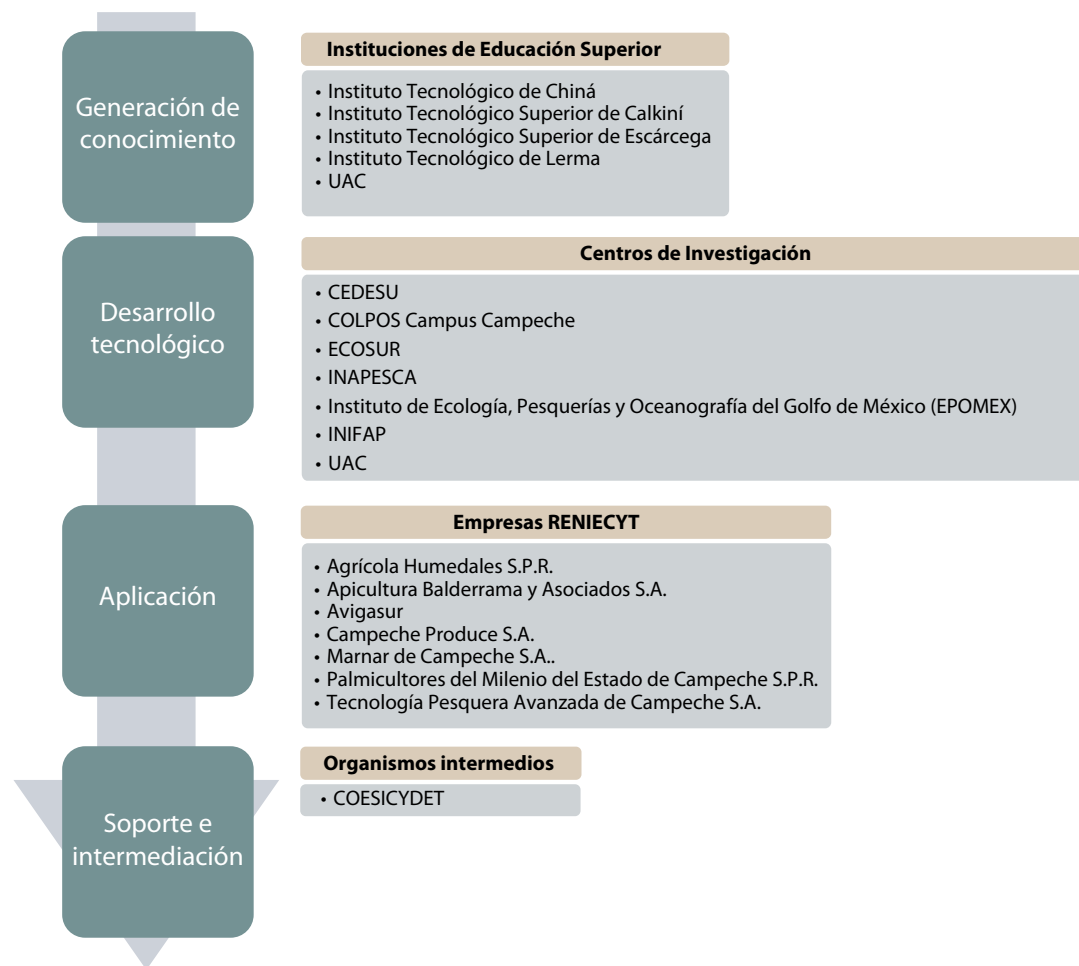 Generación de
conocimiento
Instituciones de Educación Superior
• Instituto Tecnológico de Chiná
• Instituto Tecnológico Superior de Calkiní
• Instituto Tecnológico Superior de Escárcega
• Instituto Tecnológico de Lerma
• UAC
Desarrollo
tecnológico
Centros de Investigación
• CEDESU
• COLPOS Campus Campeche
• ECOSUR
• INAPESCA
• Instituto de Ecología, Pesquerías y Oceanografía del Golfo de México (EPOMEX)
• INIFAP
• UAC
Aplicación
Empresas RENIECYT
• Agrícola Humedales S.P.R.
• Apicultura Balderrama y Asociados S.A.
• Avigasur
• Campeche Produce S.A.
• Marnar de Campeche S.A..
• Palmicultores del Milenio del Estado de Campeche S.P.R.
• Tecnología Pesquera Avanzada de Campeche S.A.
Soporte e
intermediación
Organismos intermedios
• COESICYDET